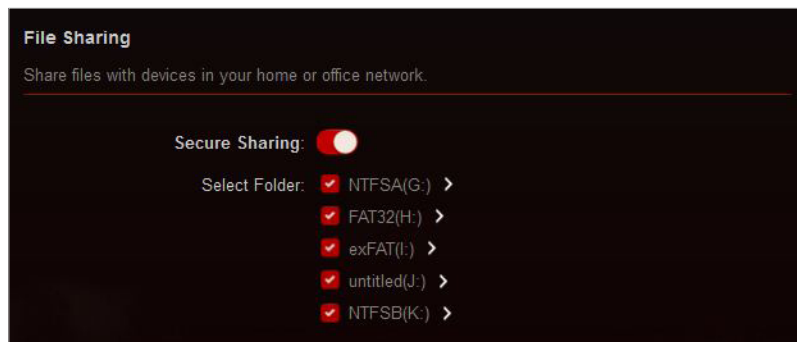 File Sharing
Share files with devices in your home or office network.
Secure Sharing:
Select Folder: NTFSA(G:)
FAT32(H:)
exFAT(I:)
untitled(J:)
NTFSB(K:)